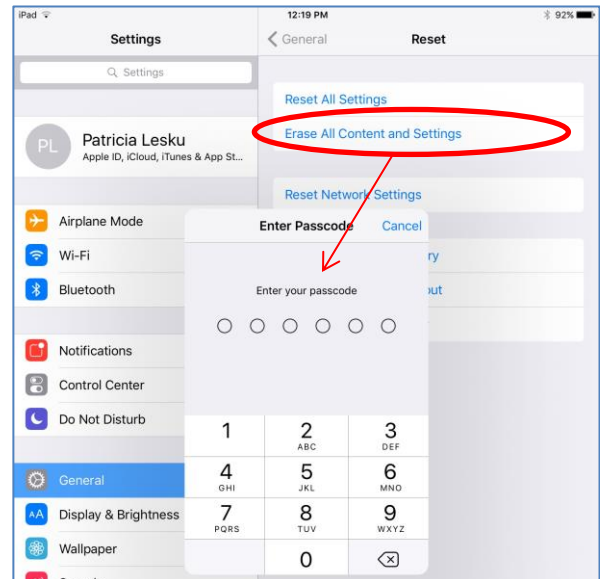 iPad
12:19 PM
92%
Settings
General
Reset
Settings
Reset All Settings
Erase All Content and Settings
PL
Patricia Lesku
Apple ID, iCloud, iTunes & App St...
Reset Network Settings
Airplane Mode
Wi-Fi
Bluetooth
Notifications
Control Center
Do Not Disturb
General
AA
Display & Brightness
Wallpaper
ry
out
Enter Passcode
Cancel
Enter your passcode
1
2
ABC
3
DEF
4
GHI
5
JKL
6
MNO
7
PQRS
8
TUV
9
WXYZ
0